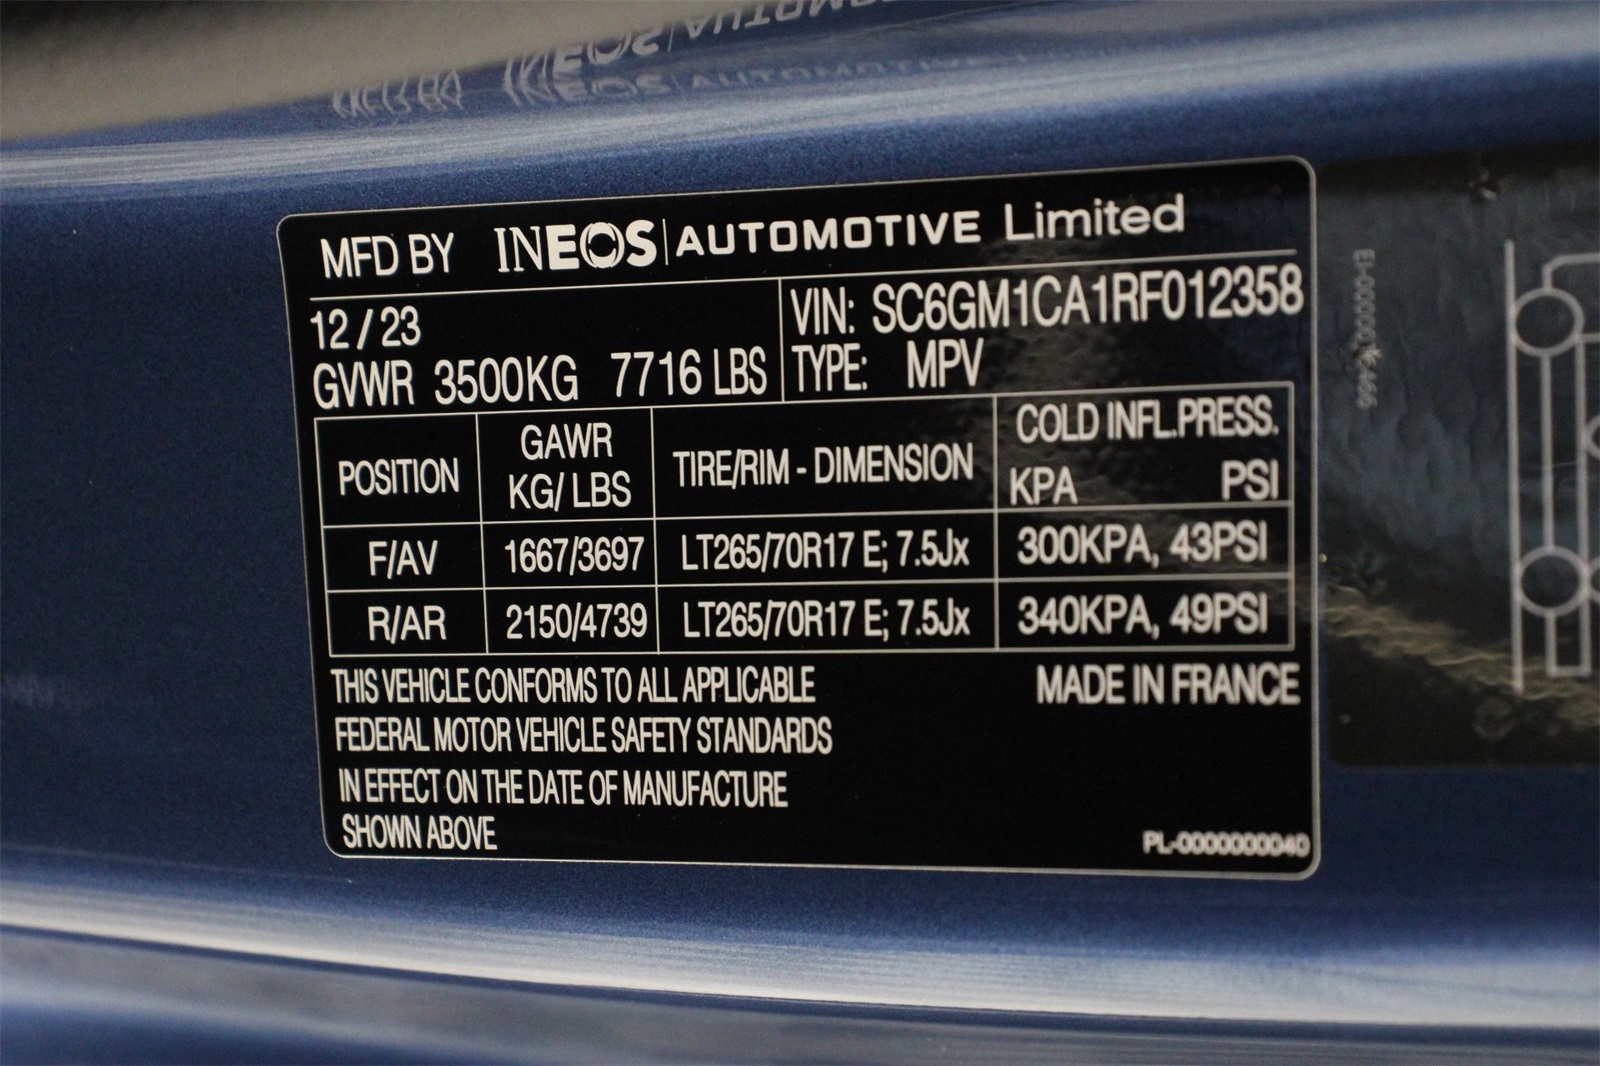 MFD BY INEOS | AUTOMOTIVE Limited
12 / 23
GVWR 3500KG 7716 LBS
VIN: SC6GM1CA1RF012358
TYPE: MPV
POSITION
GAWR
KG/ LBS
TIRE/RIM - DIMENSION
COLD INFL.PRESS.
KPA PSI
F/AV 1667/3697 LT265/70R17 E; 7.5Jx 300KPA, 43PSI
R/AR 2150/4739 LT265/70R17 E; 7.5Jx 340KPA, 49PSI
THIS VEHICLE CONFORMS TO ALL APPLICABLE
FEDERAL MOTOR VEHICLE SAFETY STANDARDS
IN EFFECT ON THE DATE OF MANUFACTURE
SHOWN ABOVE
MADE IN FRANCE
PL-0000000040